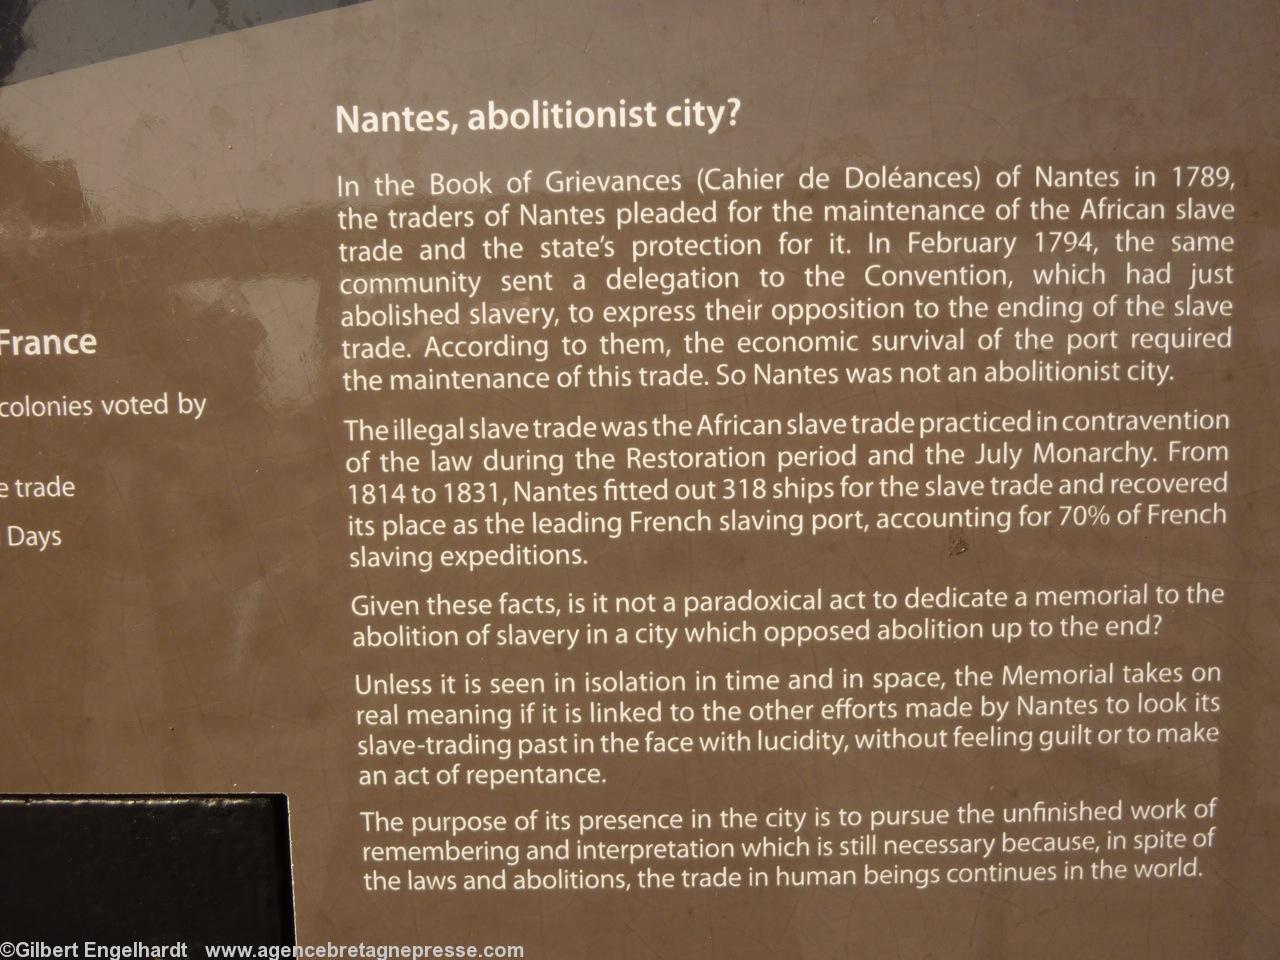 Nantes, abolitionist city?
In the Book of Grievances (Cahier de Doléances) of Nantes in 1789,
the traders of Nantes pleaded for the maintenance of the African slave
trade and the state's protection for it. In February 1794, the same
community sent a delegation to the Convention, which had just
abolished slavery, to express their opposition to the ending of the slave
trade. According to them, the economic survival of the port required
the maintenance of this trade. So Nantes was not an abolitionist city.
The illegal slave trade was the African slave trade practiced in contravention
of the law during the Restoration period and the July Monarchy. From
1814 to 1831, Nantes fitted out 318 ships for the slave trade and recovered
its place as the leading French slaving port, accounting for 70% of French
slaving expeditions.
Given these facts, is it not a paradoxical act to dedicate a memorial to the
abolition of slavery in a city which opposed abolition up to the end?
Unless it is seen in isolation in time and in space, the Memorial takes on
real meaning if it is linked to the other efforts made by Nantes to look its
slave-trading past in the face with lucidity, without feeling guilt or to make
an act of repentance.
The purpose of its presence in the city is to pursue the unfinished work of
remembering and interpretation which is still necessary because, in spite of
the laws and abolitions, the trade in human beings continues in the world.
France
colonies voted by
e trade
Days
©Gilbert Engelhardt www.agencebretagnepresse.com